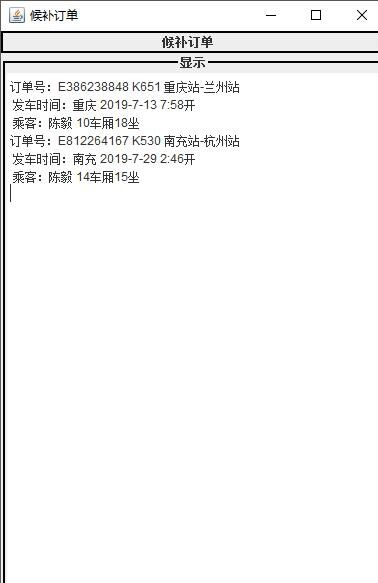 候补订单
候补订单
显示
订单号：E386238848 K651 重庆站-兰州站
发车时间：重庆 2019-7-13 7:58开
乘客：陈毅 10车厢18坐
订单号：E812264167 K530 南充站-杭州站
发车时间：南充 2019-7-29 2:46开
乘客：陈毅 14车厢15坐